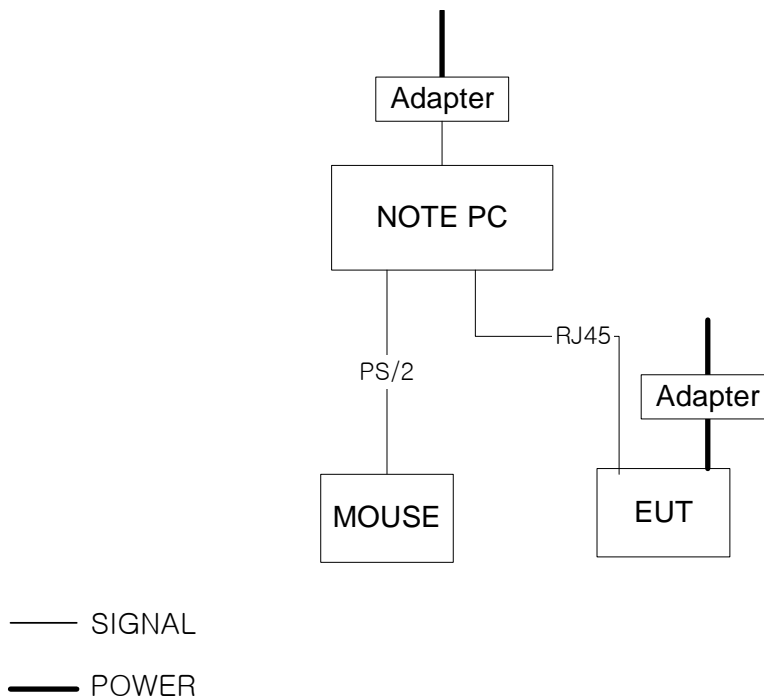 Adapter
NOTE PC
RJ45
PS/2
Adapter
MOUSE
EUT
SIGNAL
POWER